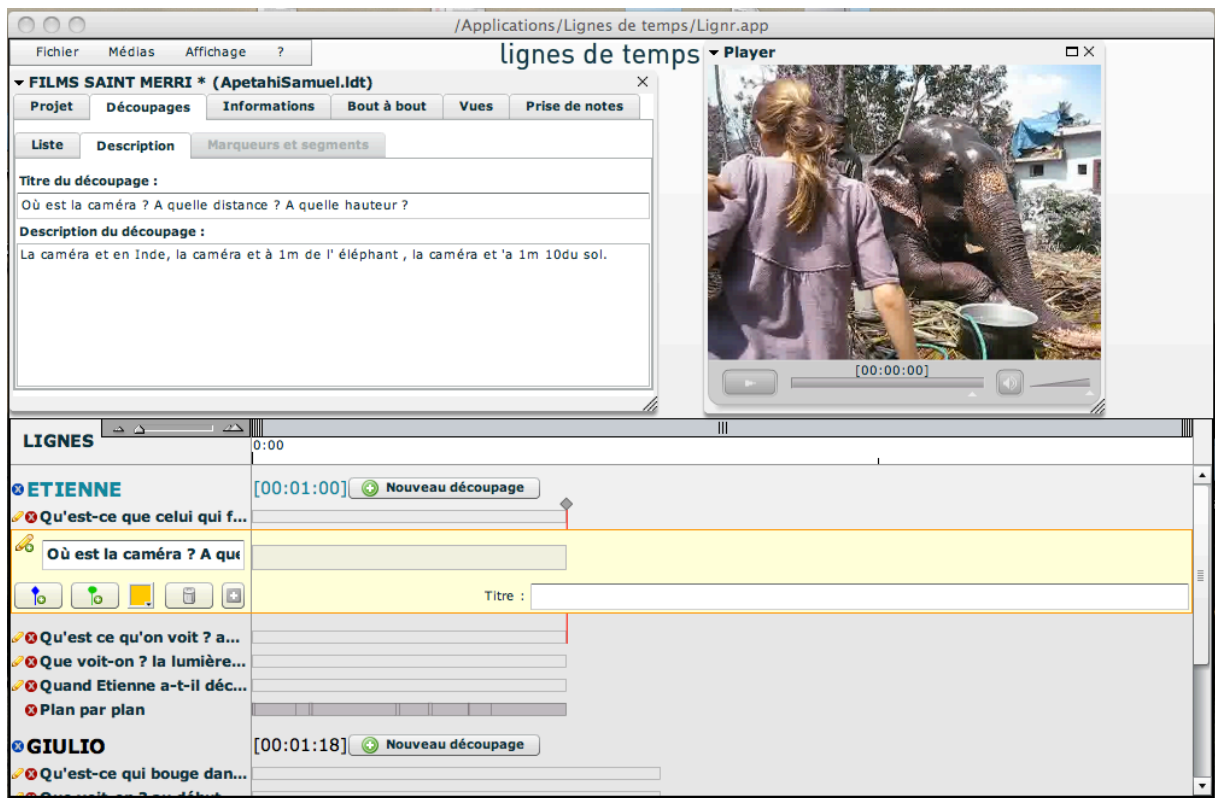 /Applications/Lignes de temps/Lignr.app
Fichier Médias Affichage ?
lignes de temps
Player
FILMS SAINT MERRI * (ApetahiSamuel.ldt)
Projet Découpages Informations Bout à bout Vues Prise de notes
Liste Description Marqueurs et segments
Titre du découpage :
Où est la caméra ? A quelle distance ? A quelle hauteur ?
Description du découpage :
La caméra et en Inde, la caméra et à 1m de l' éléphant , la caméra et 'a 1m 10du sol.
[00:00:00]
LIGNES
0:00
ETIENNE [00:01:00] Nouveau découpage
Qu'est-ce que celui qui f...
Où est la caméra ? A que
Titre :
Qu'est ce qu'on voit ? a...
Que voit-on ? la lumière...
Quand Etienne a-t-il déc...
Plan par plan
GIULIO [00:01:18] Nouveau découpage
Qu'est-ce qui bouge dan...
Que voit-on ? au début